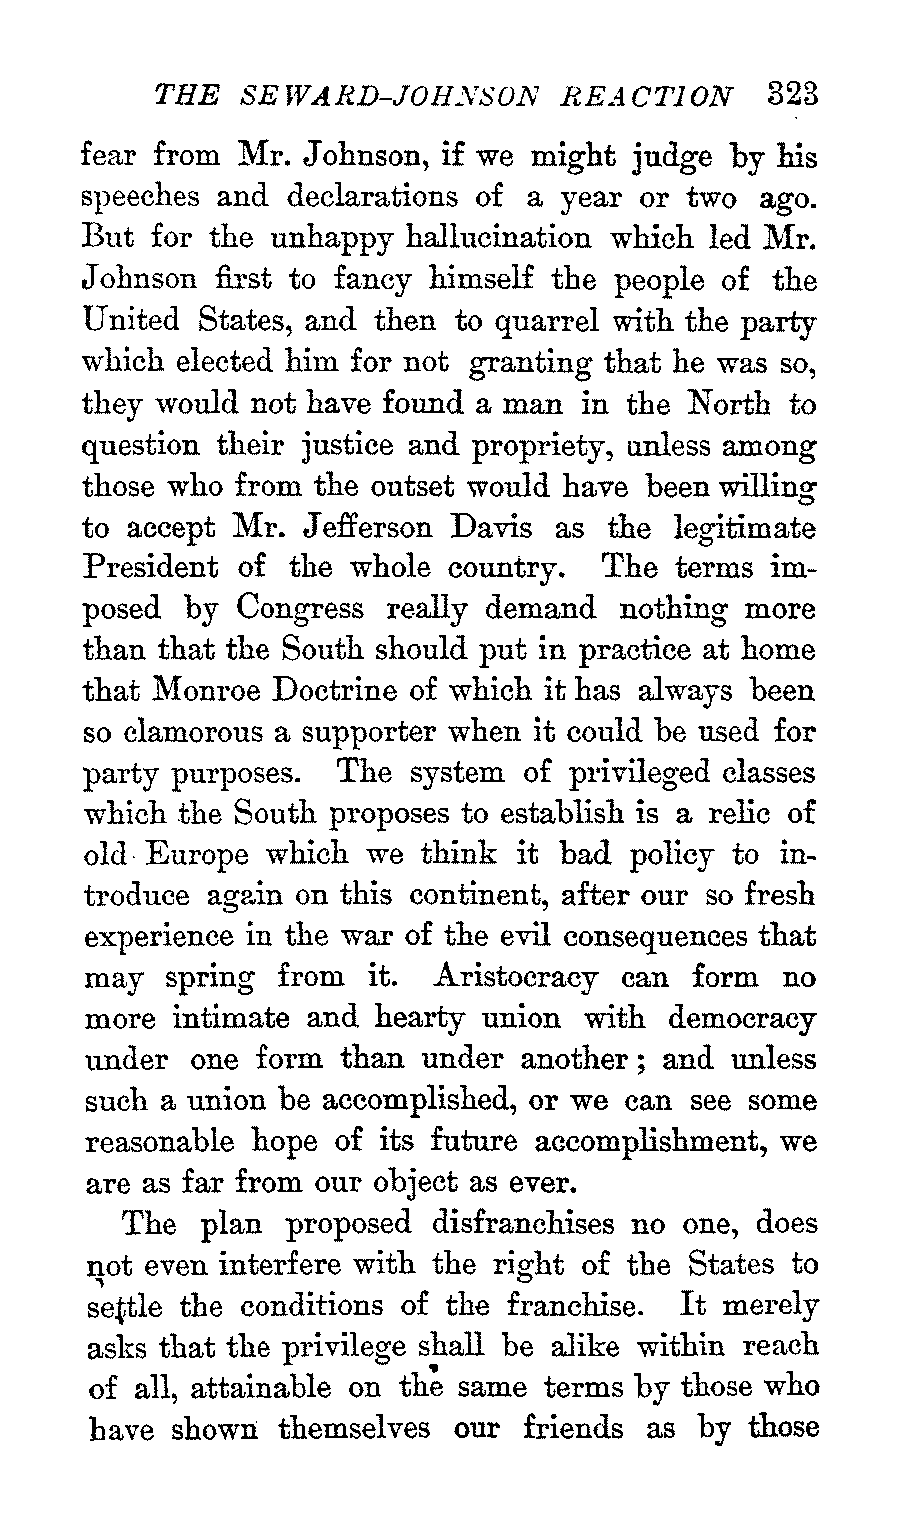 THE SEWARD-JOHNSON REACTION 323
fear from Mr. Johnson, if we might judge by his
speeches and declarations of a year or two ago.
But for the unhappy hallucination which led Mr.
Johnson first to fancy himself the people of the
United States, and then to quarrel with the party
which elected him for not granting that he was so,
they would not have found a man in the North to
question their justice and propriety, unless among
those who from the outset would have been willing
to accept Mr. Jefferson Davis as the legitimate
President of the whole country. The terms im-
posed by Congress really demand nothing more
than that the South should put in practice at home
that Monroe Doctrine of which it has always been
so clamorous a supporter when it could be used for
party purposes. The system of privileged classes
which the South proposes to establish is a relic of
old Europe which we think it bad policy to in-
troduce again on this continent, after our so fresh
experience in the war of the evil consequences that
may spring from it. Aristocracy can form no
more intimate and hearty union with democracy
under one form than under another; and unless
such a union be accomplished, or we can see some
reasonable hope of its future accomplishment, we
are as far from our object as ever.
The plan proposed disfranchises no one, does
not even interfere with the right of the States to
settle the conditions of the franchise. It merely
asks that the privilege shall be alike within reach
of all, attainable on the same terms by those who
have shown themselves our friends as by those